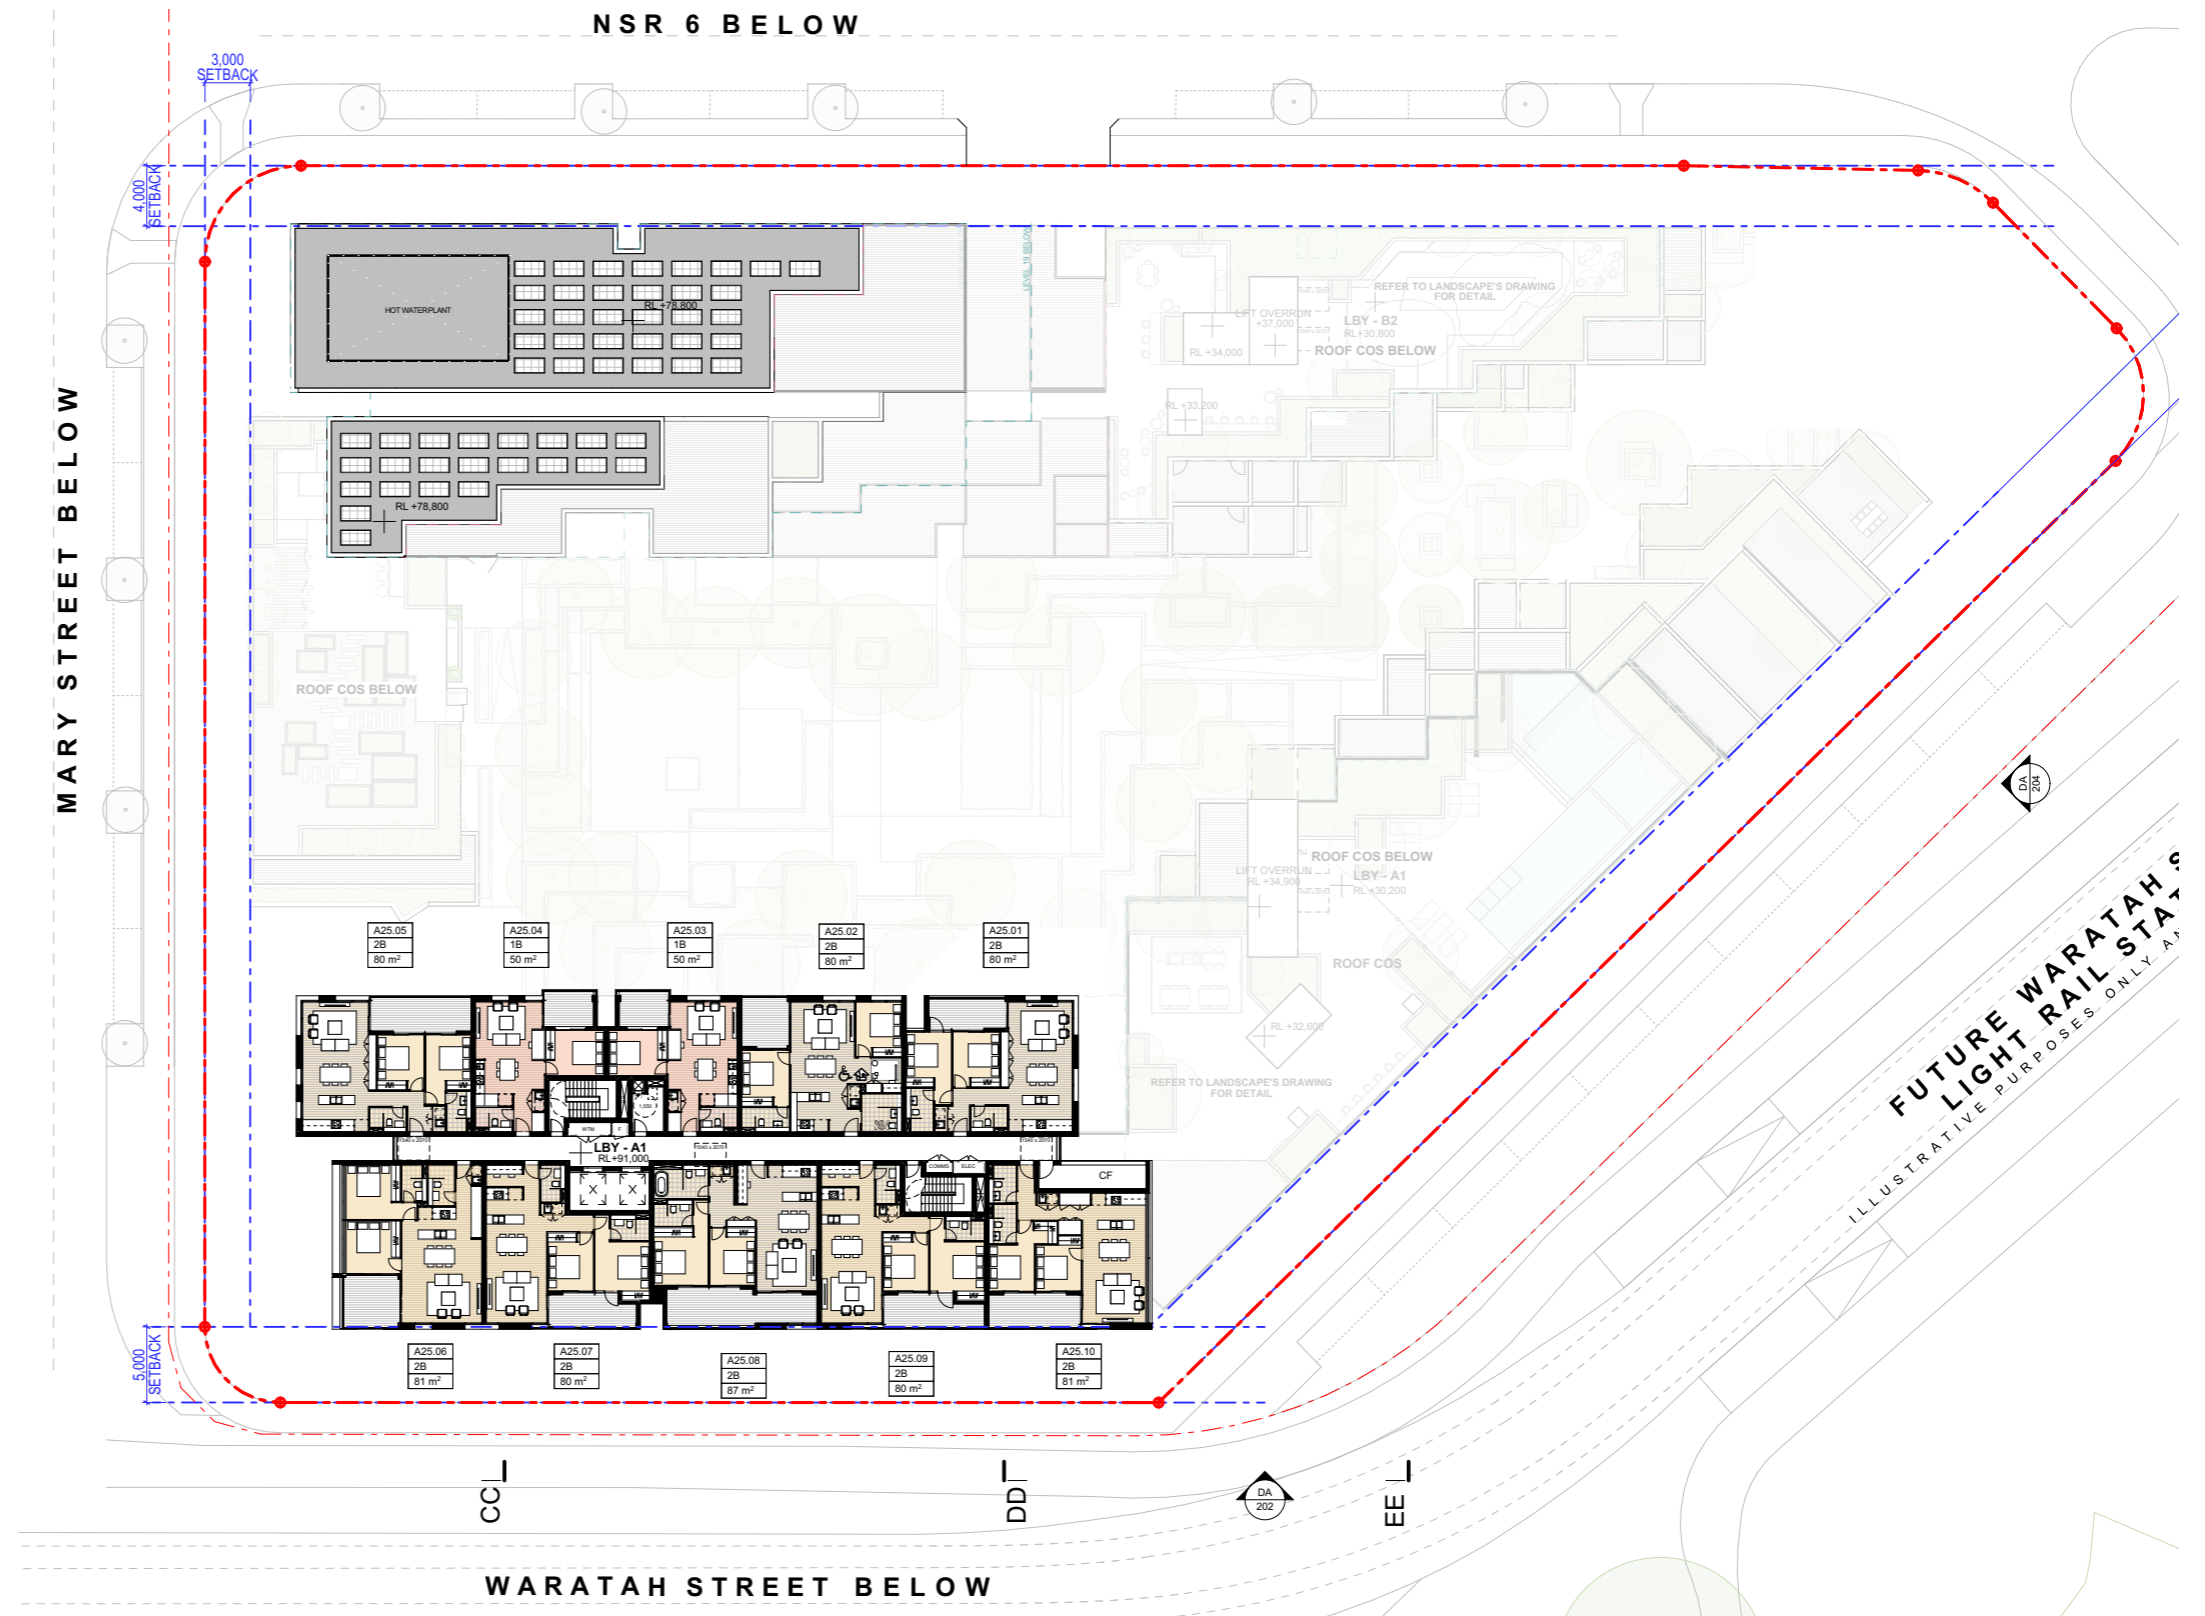 NSR 6 BELOW
3,000
SETBACK
4,000
SETBACK
MARY STREET BELOW
HOT WATER PLANT
RL +78,800
LEVEL 19 BELOW
REFER TO LANDSCAPE'S DRAWING
FOR DETAIL
LIFT OVERRUN
+37,000
LBY - B2
RL+30,800
RL +34,000
ROOF COS BELOW
RL +33,200
RL +78,800
ROOF COS BELOW
DA
204
ROOF COS BELOW
LIFT OVERRUN
RL +34,900
LBY - A1
RL+30,200
ROOF COS
RL +32,600
REFER TO LANDSCAPE'S DRAWING
FOR DETAIL
A25.05
2B
80 m²
A25.04
1B
50 m²
A25.03
1B
50 m²
A25.02
2B
80 m²
A25.01
2B
80 m²
WTM
F
LBY - A1
RL+91,000
COMMS
ELEC
CF
A25.06
2B
81 m²
A25.07
2B
80 m²
A25.08
2B
87 m²
A25.09
2B
80 m²
A25.10
2B
81 m²
5,000
SETBACK
FUTURE WARATAH S
LIGHT RAIL STAT
ILLUSTRATIVE PURPOSES ONLY AN
CC
DD
EE
DA
202
WARATAH STREET BELOW